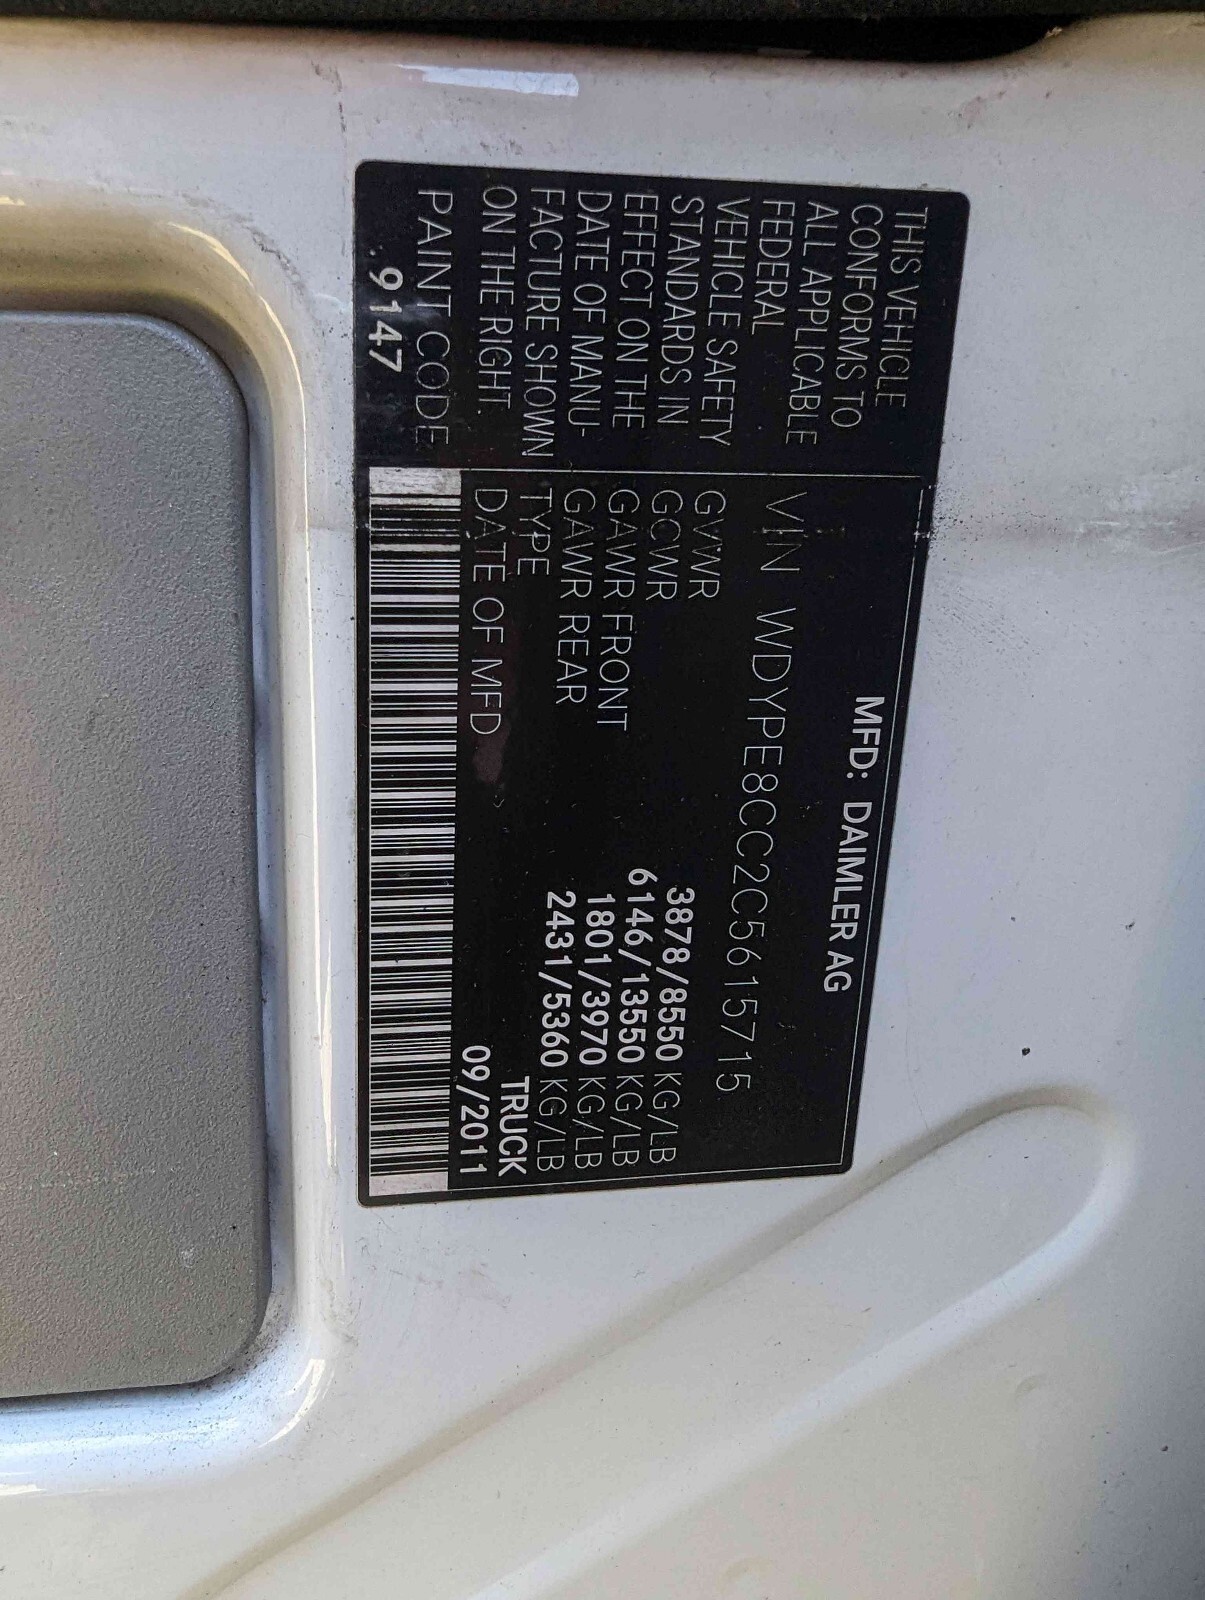 MFD: DAIMLER AG
THIS VEHICLE
CONFORMS TO
ALL APPLICABLE
FEDERAL
VEHICLE SAFETY
STANDARDS IN
EFFECT ON THE
DATE OF MANU-
FACTURE SHOWN
ON THE RIGHT
PAINT CODE
9147
VIN WDYPE8CC2C5615715
GVWR 3878/8550 KG/LB
GCWR 6146/13550 KG/LB
GAWR FRONT 1801/3970 KG/LB
GAWR REAR 2431/5360 KG/LB
TYPE TRUCK
DATE OF MFD 09/2011